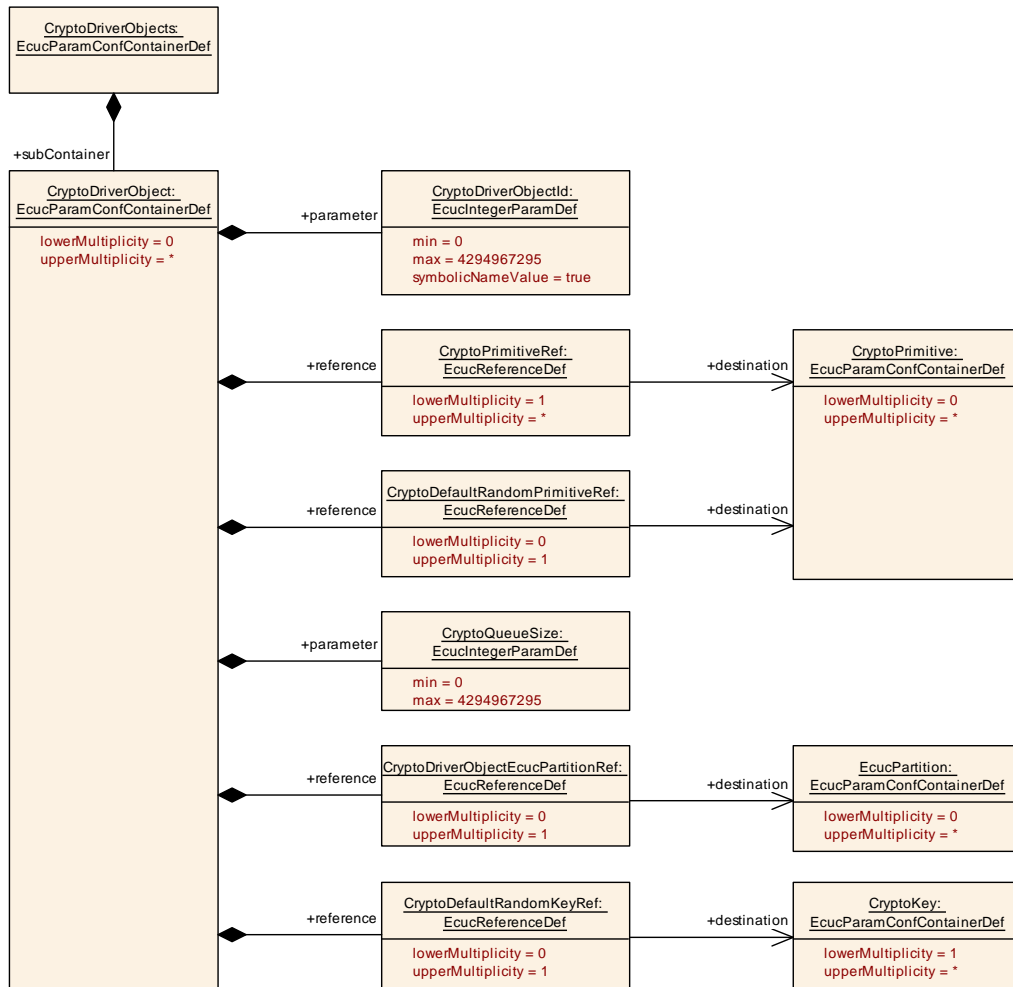 CryptoDriverObjects:
EcucParamConfContainerDef
+subContainer
CryptoDriverObject:
EcucParamConfContainerDef
lowerMultiplicity = 0
upperMultiplicity = *
+parameter
CryptoDriverObjectId:
EcucIntegerParamDef
min = 0
max = 4294967295
symbolicNameValue = true
+reference
CryptoPrimitiveRef:
EcucReferenceDef
lowerMultiplicity = 1
upperMultiplicity = *
+destination
CryptoPrimitive:
EcucParamConfContainerDef
lowerMultiplicity = 0
upperMultiplicity = *
+reference
CryptoDefaultRandomPrimitiveRef:
EcucReferenceDef
lowerMultiplicity = 0
upperMultiplicity = 1
+destination
+parameter
CryptoQueueSize:
EcucIntegerParamDef
min = 0
max = 4294967295
+reference
CryptoDriverObjectEcucPartitionRef:
EcucReferenceDef
lowerMultiplicity = 0
upperMultiplicity = 1
+destination
EcucPartition:
EcucParamConfContainerDef
lowerMultiplicity = 0
upperMultiplicity = *
+reference
CryptoDefaultRandomKeyRef:
EcucReferenceDef
lowerMultiplicity = 0
upperMultiplicity = 1
+destination
CryptoKey:
EcucParamConfContainerDef
lowerMultiplicity = 1
upperMultiplicity = *